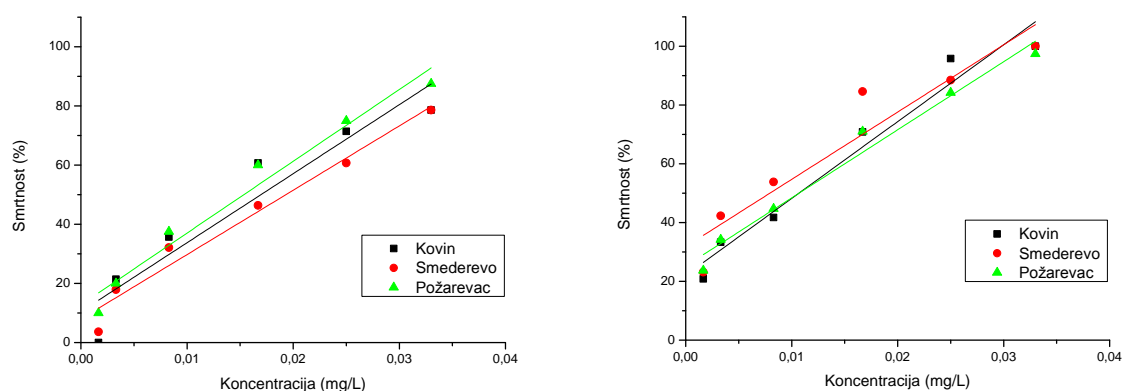 100
80
60
40
20
0
Smrtnost (%)
Kovin
Smederevo
Požarevac
0,00 0,01 0,02 0,03 0,04
Koncentracija (mg/L)
100
80
60
40
20
0
Smrtnost (%)
Kovin
Smederevo
Požarevac
0,00 0,01 0,02 0,03 0,04
Koncentracija (mg/L)